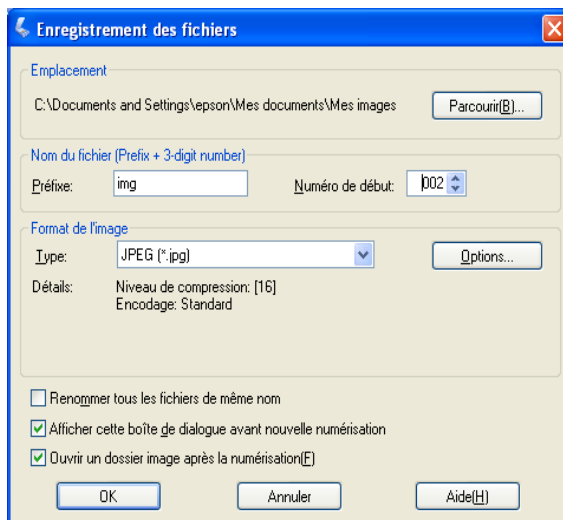 Enregistrement des fichiers
Emplacement
C:\Documents and Settings\epson\Mes documents\Mes images
Parcourir(B)...
Nom du fichier (Prefix + 3-digit number)
Préfixe: img Numéro de début: 002
Format de l'image
Type: JPEG (*.jpg) Options...
Détails: Niveau de compression: [16]
Encodage: Standard
Renommer tous les fichiers de même nom
Afficher cette boîte de dialogue avant nouvelle numérisation
Ouvrir un dossier image après la numérisation(F)
OK Annuler Aide(H)